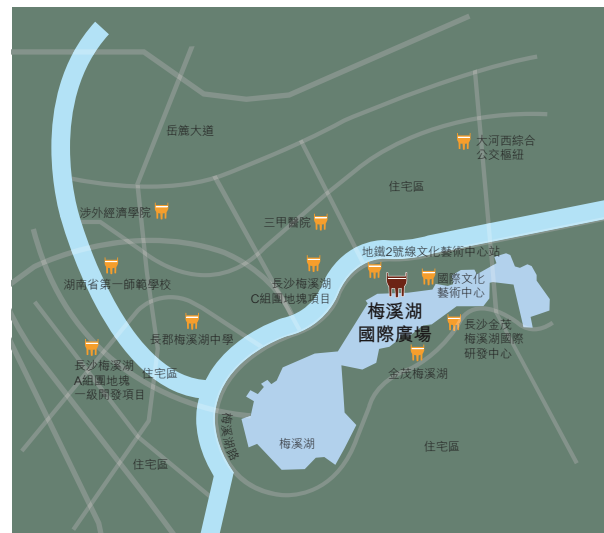 岳麓大道
大河西綜合
公交樞紐
住宅區
涉外經濟學院
三甲醫院
地鐵2號線文化藝術中心站
湖南省第一師範學校
長沙梅溪湖
C組團地塊項目
國際文化
藝術中心
梅溪湖
國際廣場
長郡梅溪湖中學
長沙金茂
梅溪湖國際
研發中心
長沙梅溪湖
A組團地塊
一級開發項目
住宅區
金茂梅溪湖
梅溪湖路
梅溪湖
住宅區
住宅區